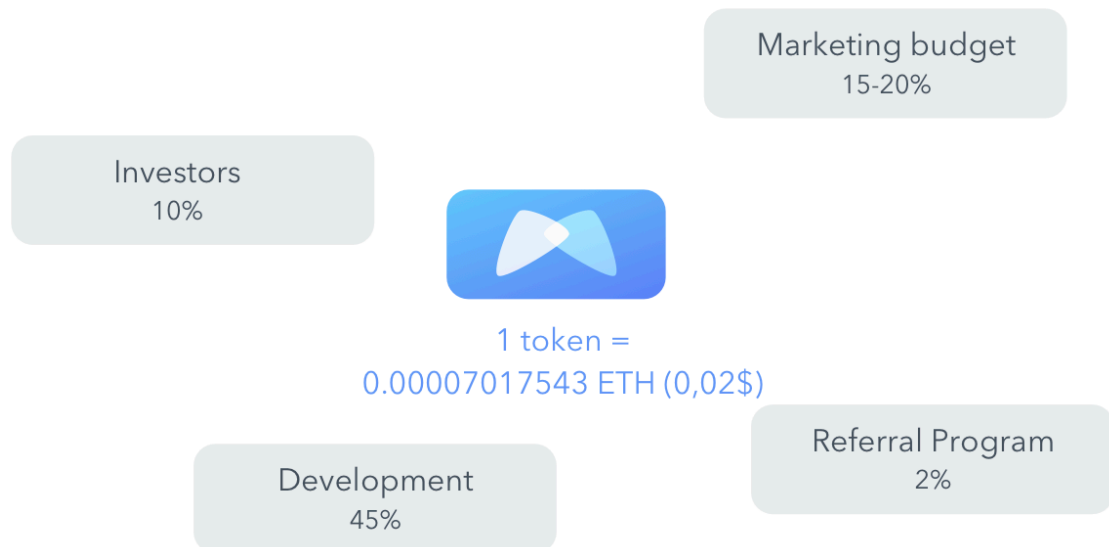 Marketing budget
15-20%
Investors
10%
1 token =
0.00007017543 ETH (0,02$)
Referral Program
2%
Development
45%